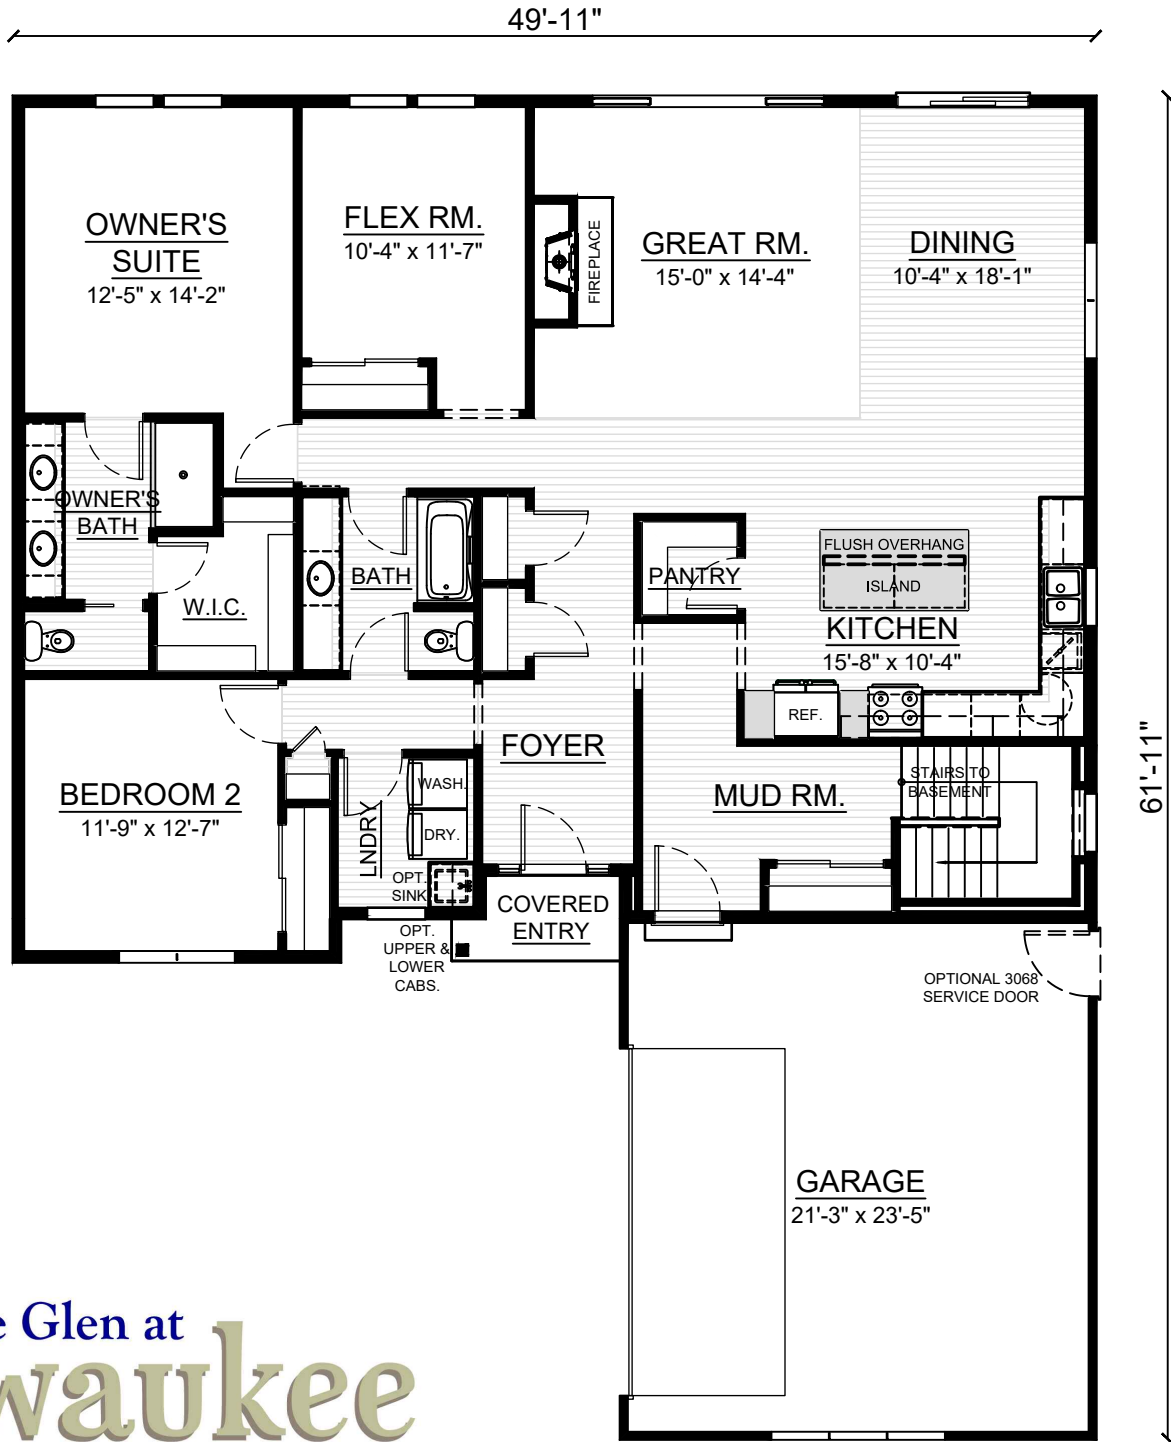 49'-11"
OWNER'S
SUITE
12'-5" x 14'-2"
FLEX RM.
10'-4" x 11'-7"
FIREPLACE
GREAT RM.
15'-0" x 14'-4"
DINING
10'-4" x 18'-1"
OWNER'S
BATH
W.I.C.
BATH
PANTRY
FLUSH OVERHANG
ISLAND
KITCHEN
15'-8" x 10'-4"
REF.
61'-11"
BEDROOM 2
11'-9" x 12'-7"
LNDRY
WASH.
DRY.
OPT.
SINK
FOYER
MUD RM.
STAIRS TO
BASEMENT
COVERED
ENTRY
OPT.
UPPER &
LOWER
CABS.
OPTIONAL 3068
SERVICE DOOR
GARAGE
21'-3" x 23'-5"
e Glen at
waukee